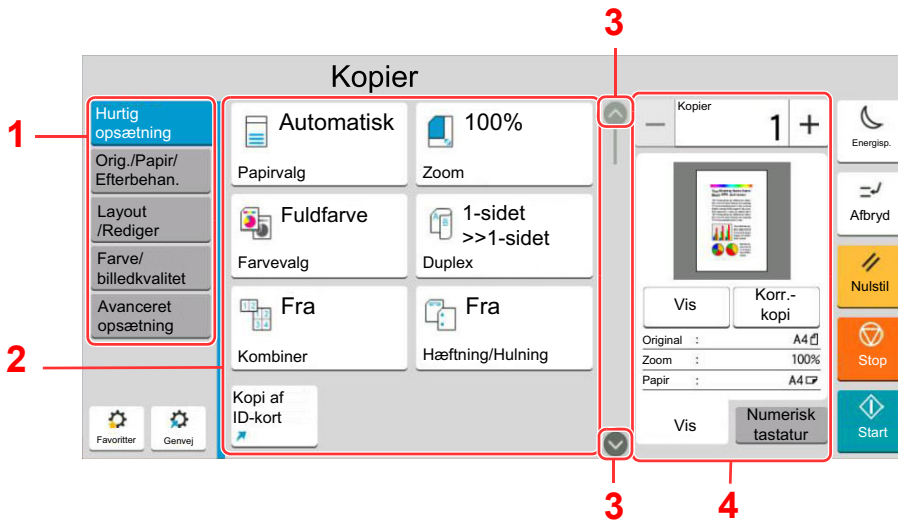 3
Kopier
1
Hurtig
opsætning
Orig./Papir/
Efterbehan.
Layout
/Rediger
Farve/
billedkvalitet
Avanceret
opsætning
Favoritter
Genvej
2
Automatisk
Papirvalg
100%
Zoom
Fuldfarve
Farvevalg
1-sidet
>>1-sidet
Duplex
Fra
Kombiner
Fra
Hæftning/Hulning
Kopi af
ID-kort
3
Kopier
1
Vis
Korr.-
kopi
Original : A4
Zoom : 100%
Papir : A4
Vis
Numerisk
tastatur
4
Energisp.
Afbryd
Nulstil
Stop
Start